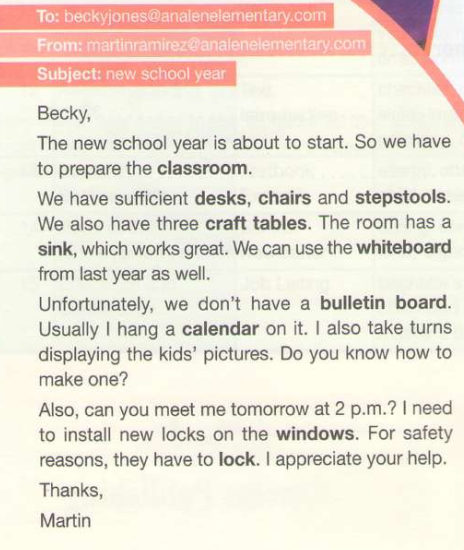 To: beckyjones@analenelementary.com
From: martinramirez@analenelementary.com
Subject: new school year
Becky,
The new school year is about to start. So we have
to prepare the classroom.
We have sufficient desks, chairs and stepstools.
We also have three craft tables. The room has a
sink, which works great. We can use the whiteboard
from last year as well.
Unfortunately, we don't have a bulletin board.
Usually I hang a calendar on it. I also take turns
displaying the kids' pictures. Do you know how to
make one?
Also, can you meet me tomorrow at 2 p.m.? I need
to install new locks on the windows. For safety
reasons, they have to lock. I appreciate your help.
Thanks,
Martin